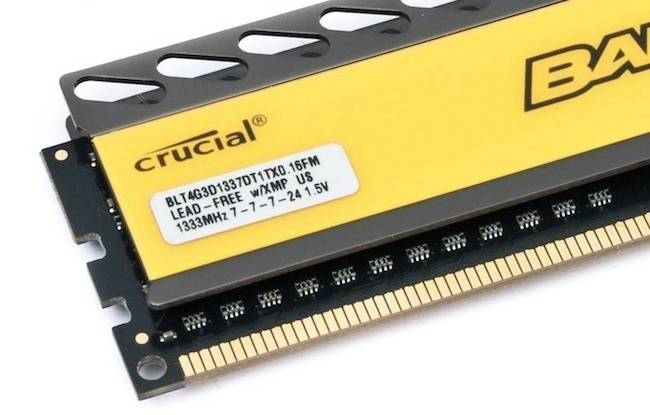 crucial®
BLT4G3D1337DT1TX0.16FM
LEAD-FREE w/XMP US
1333MHz 7-7-7-24 1.5V